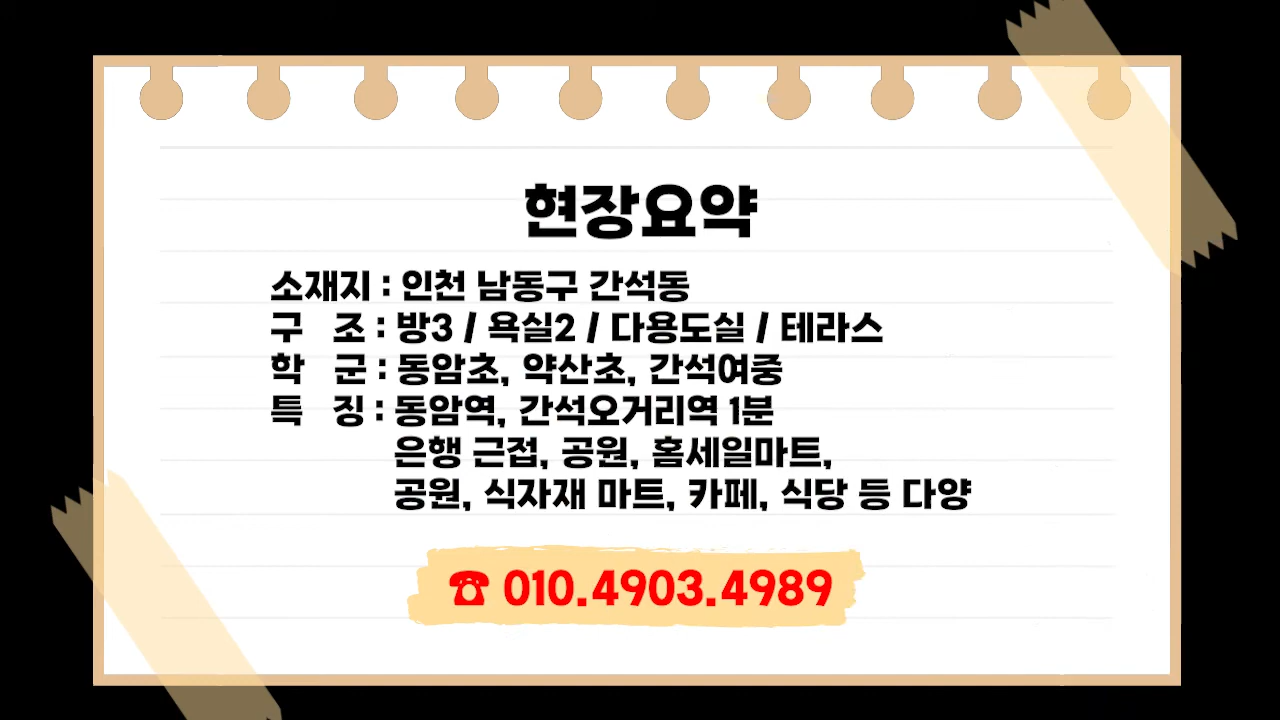 현장요약
소재지 : 인천 남동구 간석동
구 조 : 방3 / 욕실2 / 다용도실 / 테라스
학 군 : 동암초, 약산초, 간석여중
특 징 : 동암역, 간석오거리역 1분
은행 근접, 공원, 홈세일마트,
공원, 식자재 마트, 카페, 식당 등 다양
☎ 010.4903.4989